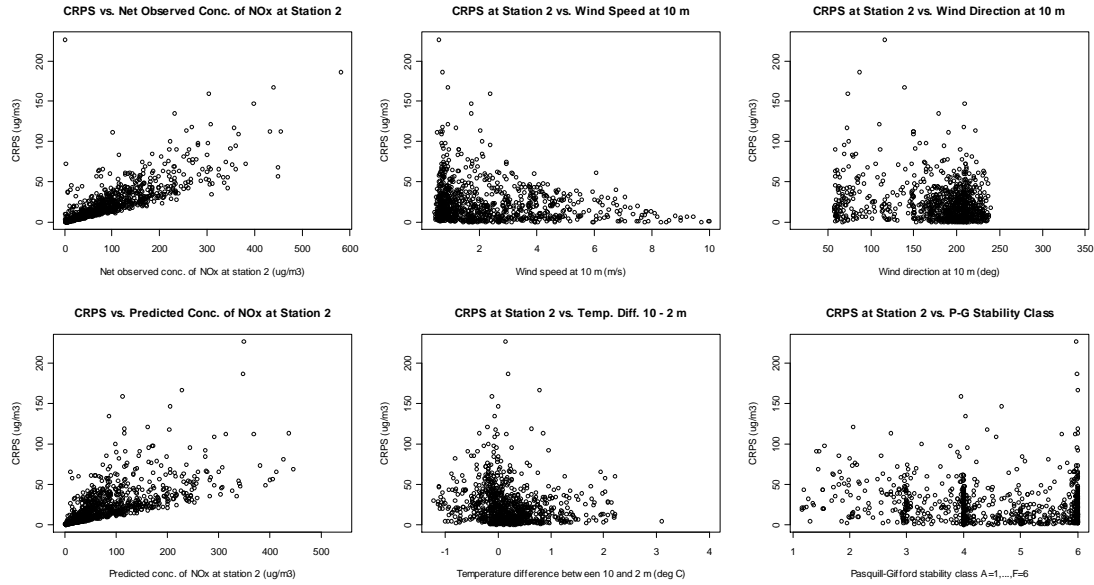 CRPS vs. Net Observed Conc. of NOx at Station 2
CRPS at Station 2 vs. Wind Speed at 10 m
CRPS at Station 2 vs. Wind Direction at 10 m
CRPS (ug/m3)
0 50 100 150 200
0 100 200 300 400 500 600
Net observed conc. of NOx at station 2 (ug/m3)
CRPS (ug/m3)
0 50 100 150 200
2 4 6 8 10
Wind speed at 10 m (m/s)
CRPS (ug/m3)
0 50 100 150 200
50 100 150 200 250 300 350
Wind direction at 10 m (deg)
CRPS vs. Predicted Conc. of NOx at Station 2
CRPS at Station 2 vs. Temp. Diff. 10 - 2 m
CRPS at Station 2 vs. P-G Stability Class
CRPS (ug/m3)
0 50 100 150 200
0 100 200 300 400 500
Predicted conc. of NOx at station 2 (ug/m3)
CRPS (ug/m3)
0 50 100 150 200
-1 0 1 2 3 4
Temperature difference between 10 and 2 m (deg C)
CRPS (ug/m3)
0 50 100 150 200
1 2 3 4 5 6
Pasquill-Gifford stability class A=1,...,F=6